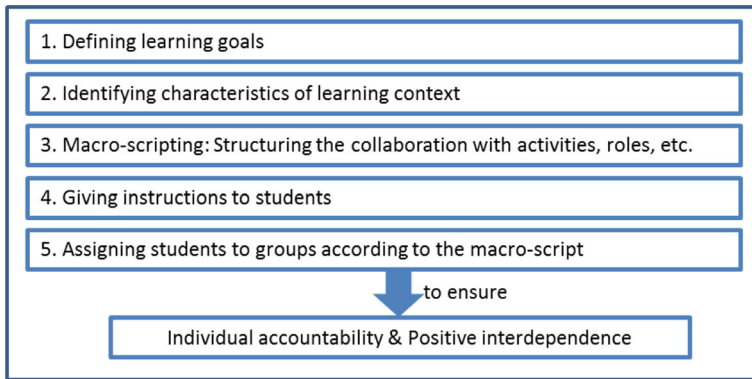 1. Defining learning goals
2. Identifying characteristics of learning context
3. Macro-scripting: Structuring the collaboration with activities, roles, etc.
4. Giving instructions to students
5. Assigning students to groups according to the macro-script
to ensure
Individual accountability & Positive interdependence